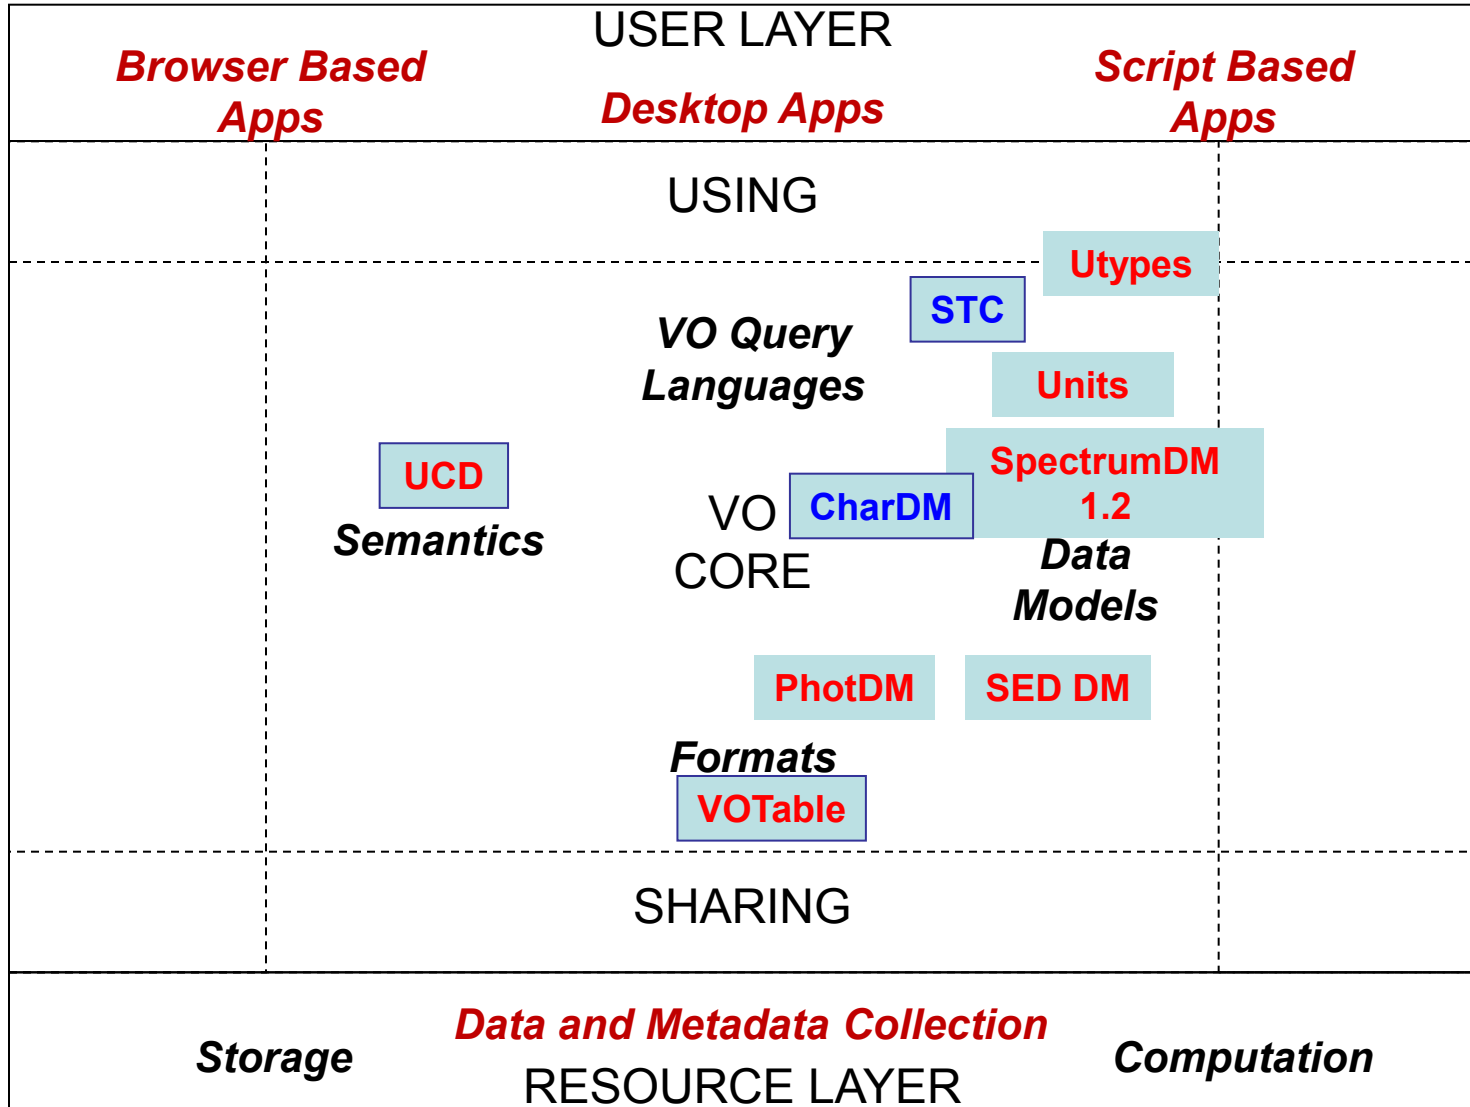 USER LAYER
Browser Based
Apps
Desktop Apps
Script Based
Apps
USING
Utypes
STC
VO Query
Languages
Units
UCD
Semantics
SpectrumDM
1.2
CharDM
VO
CORE
Data
Models
PhotDM
SED DM
Formats
VOTable
SHARING
Data and Metadata Collection
Storage
Computation
RESOURCE LAYER